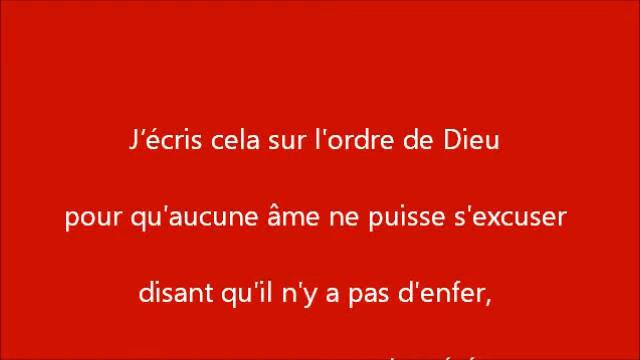 J'écris cela sur l'ordre de Dieu
pour qu'aucune âme ne puisse s'excuser
disant qu'il n'y a pas d'enfer,